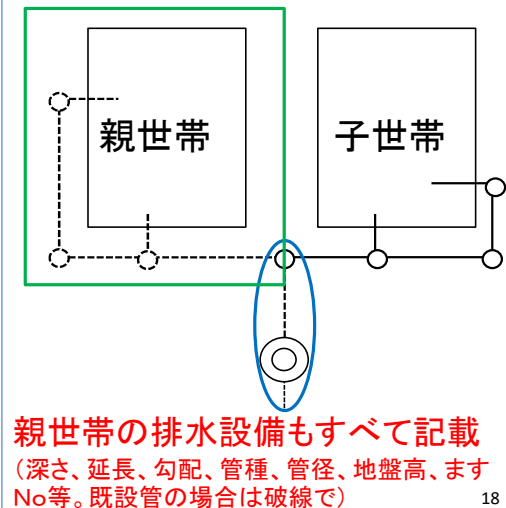 親世帯
子世帯
親世帯の排水設備もすべて記載
（深さ、延長、勾配、管種、管径、地盤高、ます
No等。既設管の場合は破線で）
18